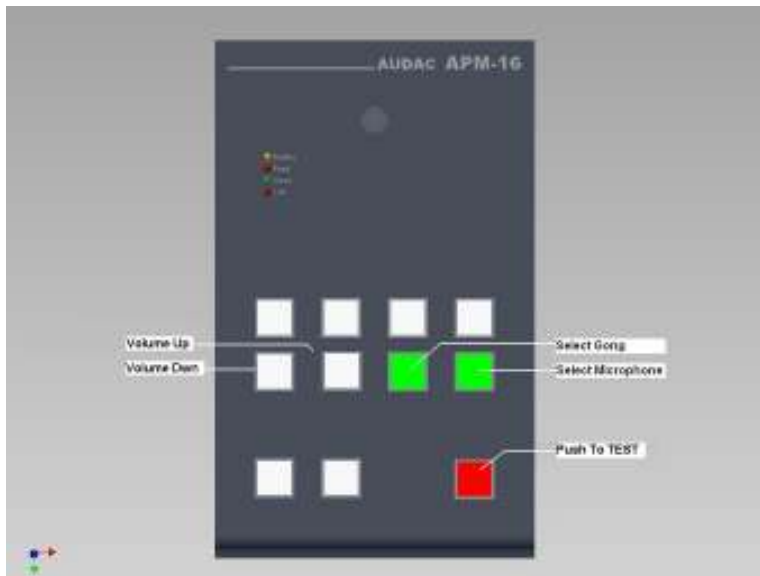 AUDAC APM-16
Volume Up
Volume Dwn
Select Gong
Select Microphone
Push To TEST